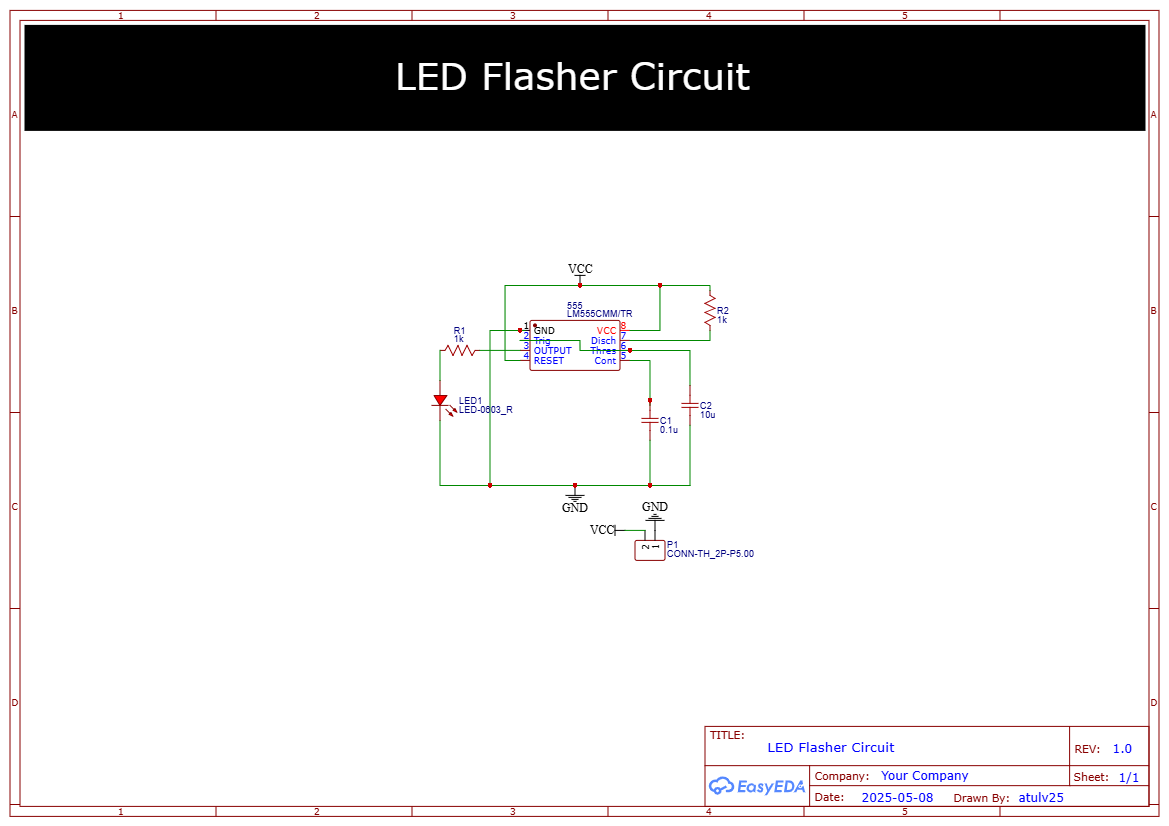 1 2 3 4 5
LED Flasher Circuit
A A
VCC
B B
555
LM555CMM/TR
R2
1k
R1
1k
1 GND VCC 8
2 Trig Disch 7
3 OUTPUT Thres 6
4 RESET Cont 5
LED1
LED-0603_R
C2
10u
C1
0.1u
C C
GND
GND
VCC
2 1
P1
CONN-TH_2P-P5.00
D D
TITLE:
LED Flasher Circuit
REV: 1.0
EasyEDA
Company: Your Company
Sheet: 1/1
Date: 2025-05-08 Drawn By: atulv25
1 2 3 4 5